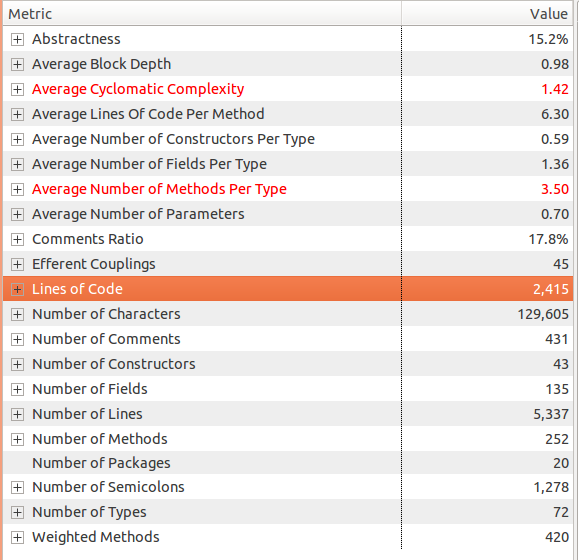 Metric Value
Abstractness 15.2%
Average Block Depth 0.98
Average Cyclomatic Complexity 1.42
Average Lines Of Code Per Method 6.30
Average Number of Constructors Per Type 0.59
Average Number of Fields Per Type 1.36
Average Number of Methods Per Type 3.50
Average Number of Parameters 0.70
Comments Ratio 17.8%
Efferent Couplings 45
Lines of Code 2,415
Number of Characters 129,605
Number of Comments 431
Number of Constructors 43
Number of Fields 135
Number of Lines 5,337
Number of Methods 252
Number of Packages 20
Number of Semicolons 1,278
Number of Types 72
Weighted Methods 420